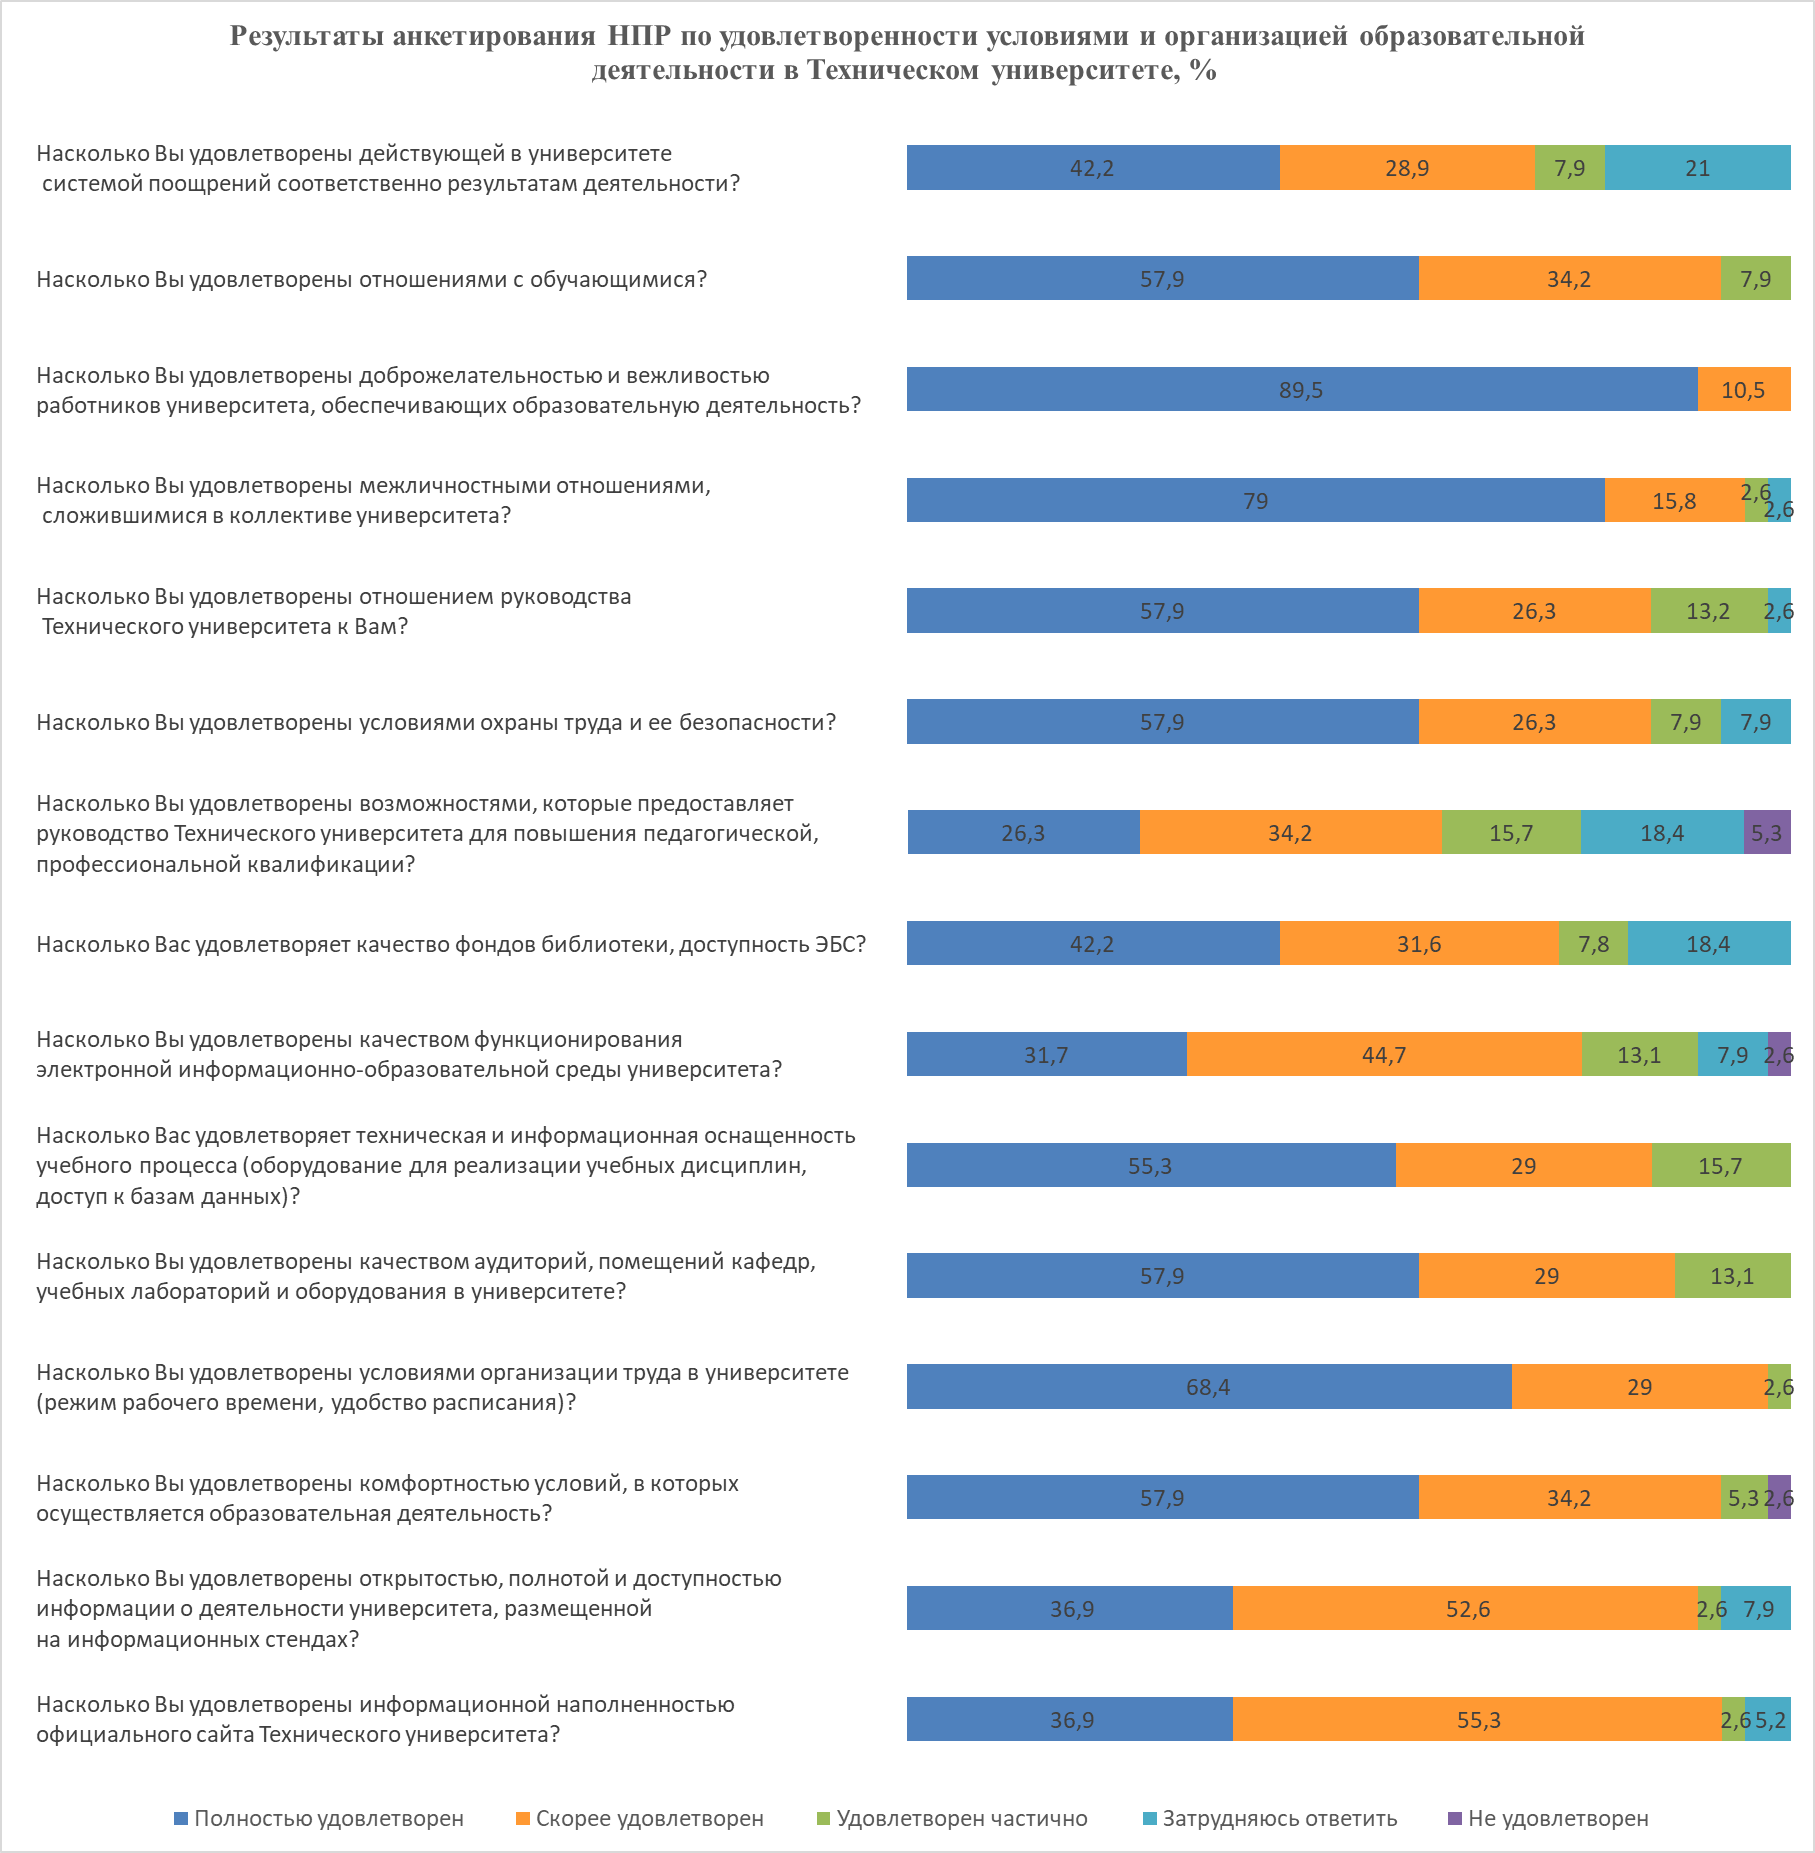 Результаты анкетирования НПР по удовлетворенности условиями и организацией образовательной
деятельности в Техническом университете, %
Насколько Вы удовлетворены действующей в университете
системой поощрений соответственно результатам деятельности?
42,2 28,9 7,9 21
Насколько Вы удовлетворены отношениями с обучающимися?
57,9 34,2 7,9
Насколько Вы удовлетворены доброжелательностью и вежливостью
работников университета, обеспечивающих образовательную деятельность?
89,5 10,5
Насколько Вы удовлетворены межличностными отношениями,
сложившимися в коллективе университета?
79 15,8 2,6 2,6
Насколько Вы удовлетворены отношением руководства
Технического университета к Вам?
57,9 26,3 13,2 2,6
Насколько Вы удовлетворены условиями охраны труда и ее безопасности?
57,9 26,3 7,9 7,9
Насколько Вы удовлетворены возможностями, которые предоставляет
руководство Технического университета для повышения педагогической,
профессиональной квалификации?
26,3 34,2 15,7 18,4 5,3
Насколько Вас удовлетворяет качество фондов библиотеки, доступность ЭБС?
42,2 31,6 7,8 18,4
Насколько Вы удовлетворены качеством функционирования
электронной информационно-образовательной среды университета?
31,7 44,7 13,1 7,9 2,6
Насколько Вас удовлетворяет техническая и информационная оснащенность
учебного процесса (оборудование для реализации учебных дисциплин,
доступ к базам данных)?
55,3 29 15,7
Насколько Вы удовлетворены качеством аудиторий, помещений кафедр,
учебных лабораторий и оборудования в университете?
57,9 29 13,1
Насколько Вы удовлетворены условиями организации труда в университете
(режим рабочего времени, удобство расписания)?
68,4 29 2,6
Насколько Вы удовлетворены комфортностью условий, в которых
осуществляется образовательная деятельность?
57,9 34,2 5,3 2,6
Насколько Вы удовлетворены открытостью, полнотой и доступностью
информации о деятельности университета, размещенной
на информационных стендах?
36,9 52,6 2,6 7,9
Насколько Вы удовлетворены информационной наполненностью
официального сайта Технического университета?
36,9 55,3 2,6 5,2
Полностью удовлетворен Скорее удовлетворен Удовлетворен частично Затрудняюсь ответить Не удовлетворен